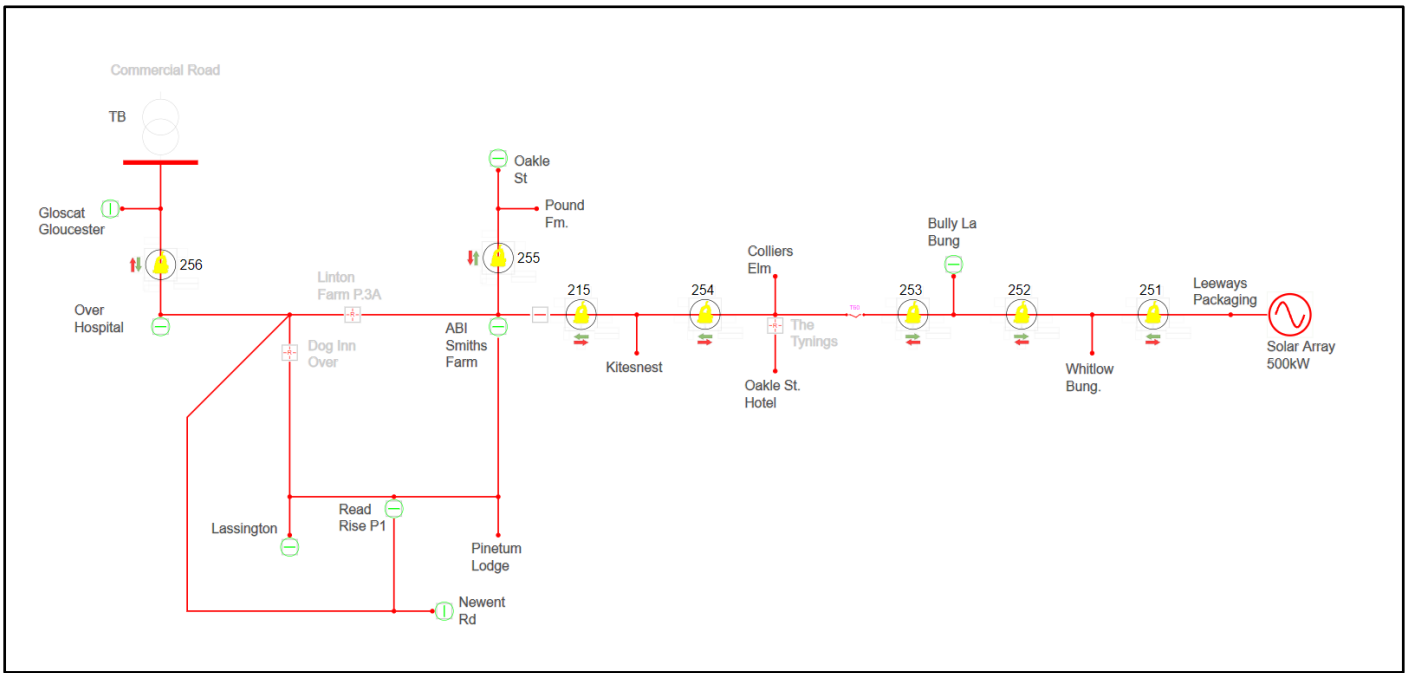 Commercial Road
TB
Gloscat
Gloucester
256
Over
Hospital
Linton
Farm P.3A
-R-
Dog Inn
Over
-R-
Oakle
St
Pound
Fm.
255
ABI
Smiths
Farm
215
Kitesnest
254
Colliers
Elm
-R-
The
Tynings
Oakle St.
Hotel
253
Bully La
Bung
252
251
Whitlow
Bung.
Leeways
Packaging
Solar Array
500kW
Lassington
Read
Rise P1
Pinetum
Lodge
Newent
Rd